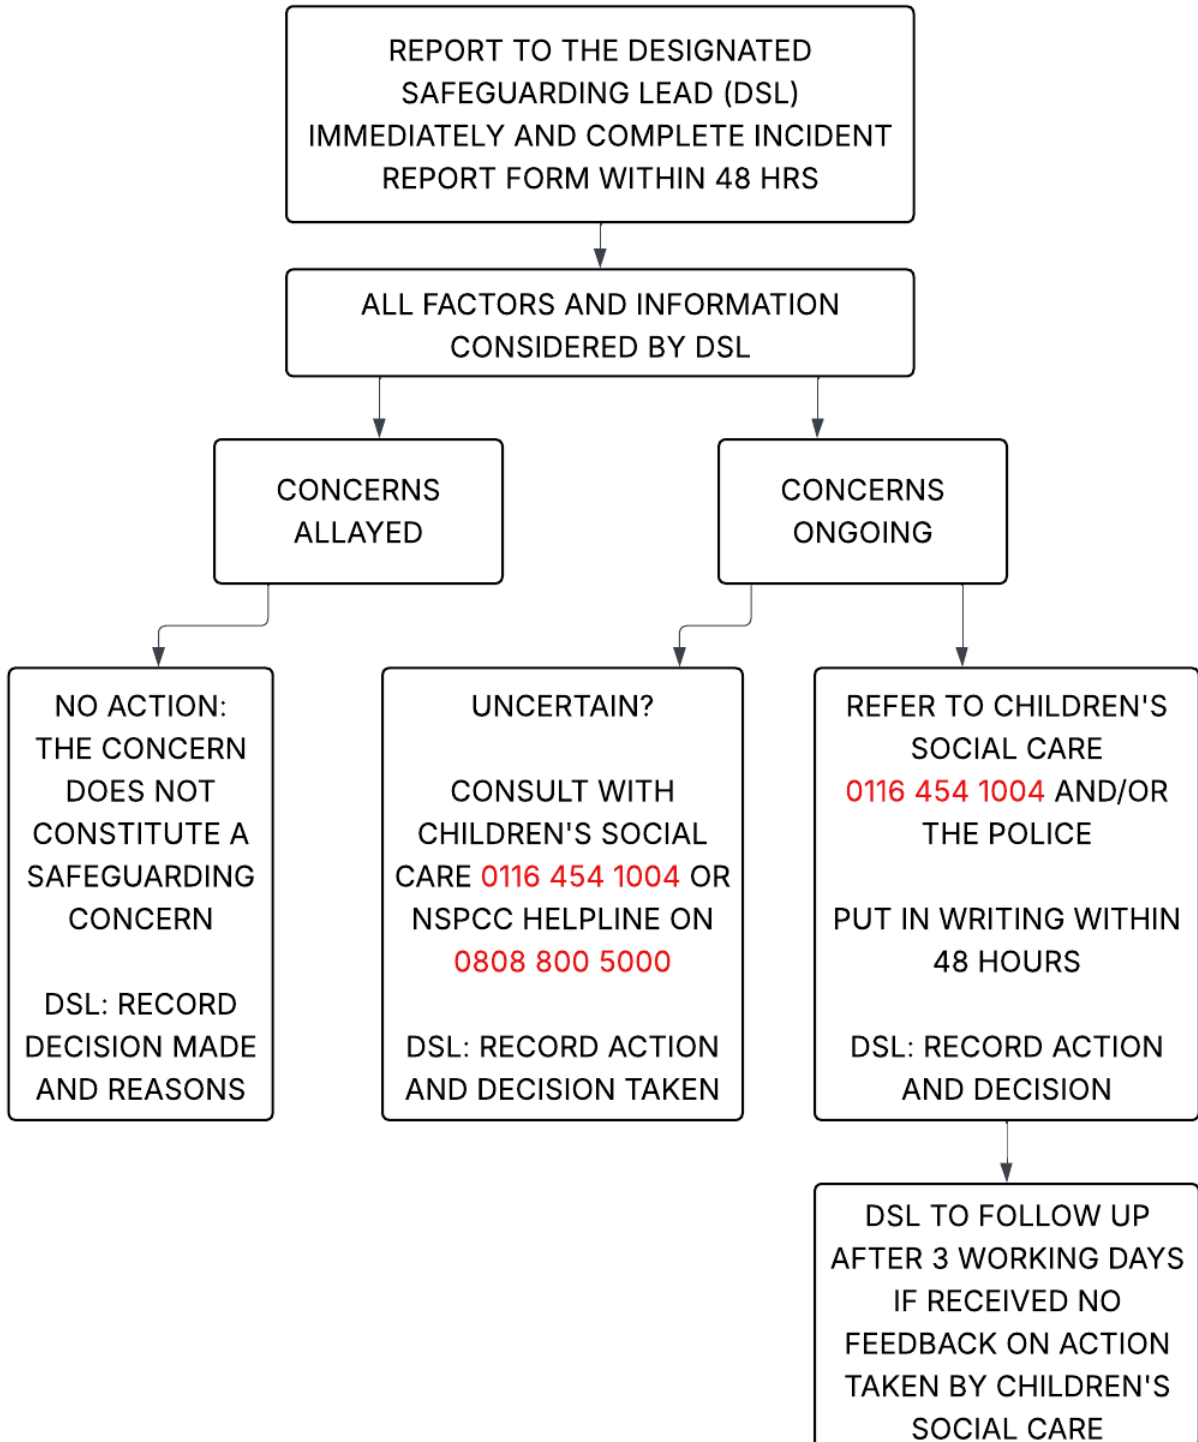 REPORT TO THE DESIGNATED
SAFEGUARDING LEAD (DSL)
IMMEDIATELY AND COMPLETE INCIDENT
REPORT FORM WITHIN 48 HRS
ALL FACTORS AND INFORMATION
CONSIDERED BY DSL
CONCERNS
ALLAYED
CONCERNS
ONGOING
NO ACTION:
THE CONCERN
DOES NOT
CONSTITUTE A
SAFEGUARDING
CONCERN
DSL: RECORD
DECISION MADE
AND REASONS
UNCERTAIN?
CONSULT WITH
CHILDREN'S SOCIAL
CARE 0116 454 1004 OR
NSPCC HELPLINE ON
0808 800 5000
DSL: RECORD ACTION
AND DECISION TAKEN
REFER TO CHILDREN'S
SOCIAL CARE
0116 454 1004 AND/OR
THE POLICE
PUT IN WRITING WITHIN
48 HOURS
DSL: RECORD ACTION
AND DECISION
DSL TO FOLLOW UP
AFTER 3 WORKING DAYS
IF RECEIVED NO
FEEDBACK ON ACTION
TAKEN BY CHILDREN'S
SOCIAL CARE